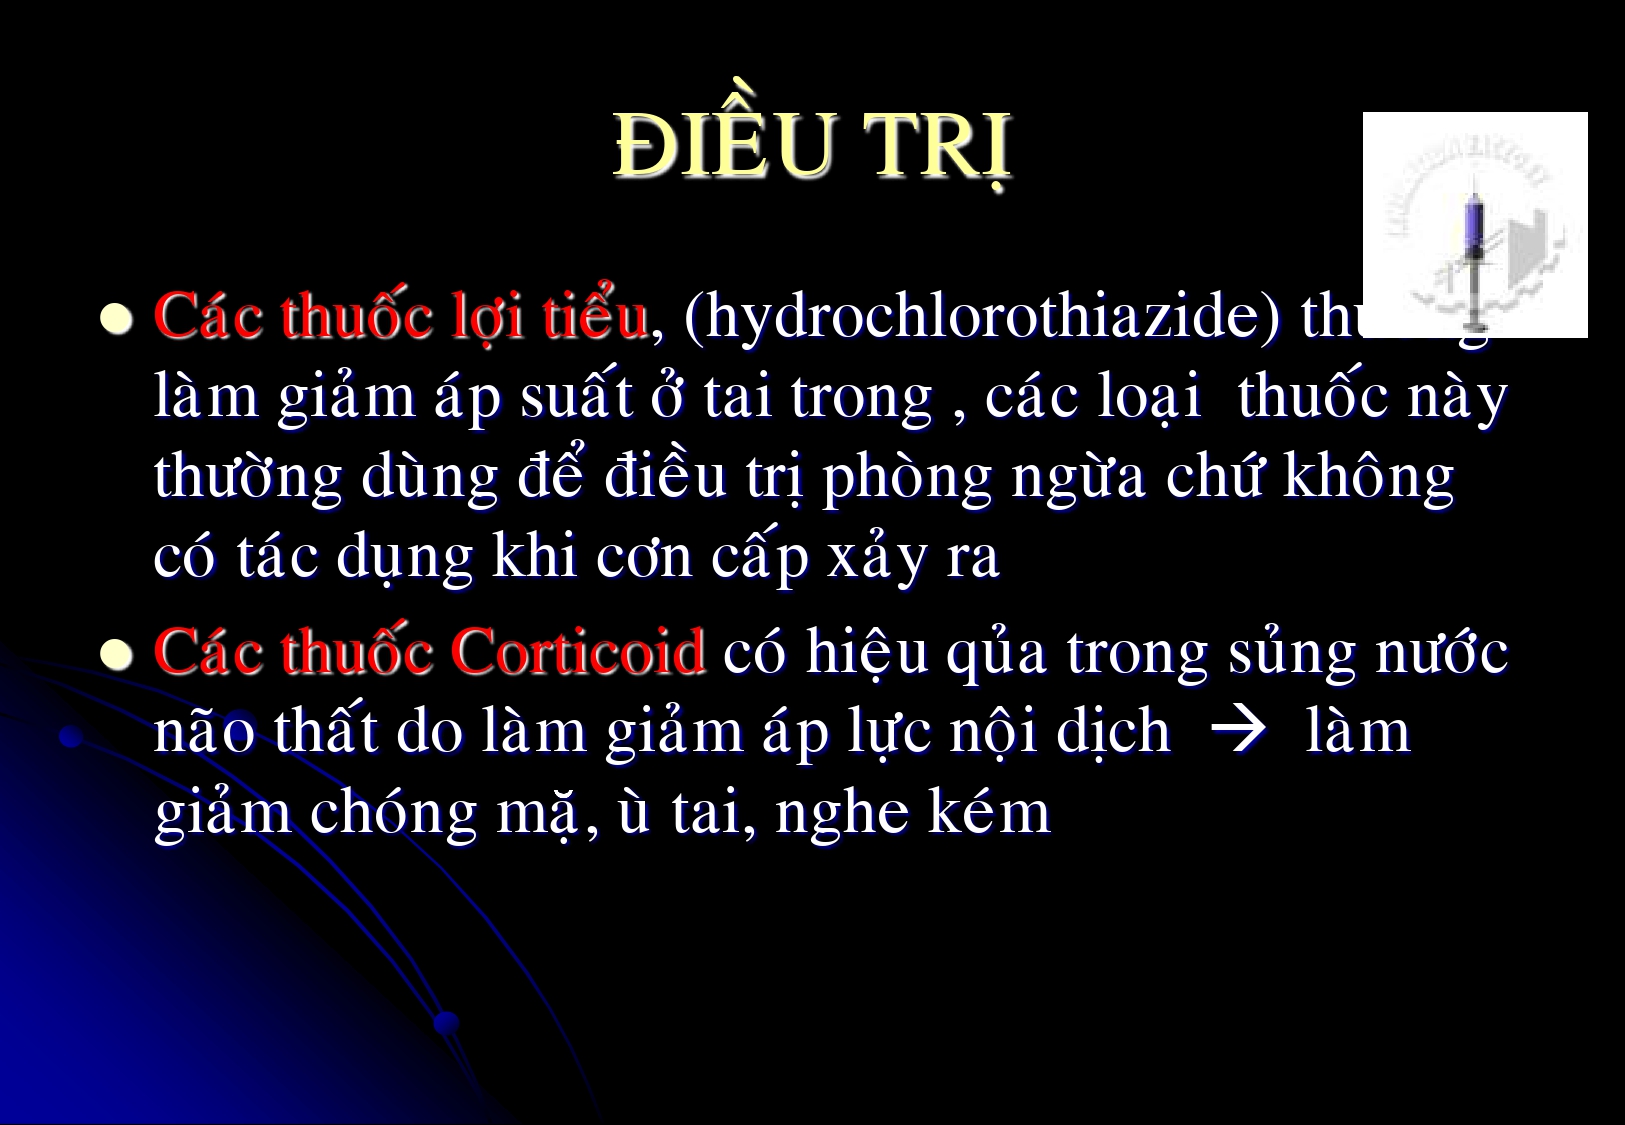 ĐIỀU TRỊ
Các thuốc lợi tiểu, (hydrochlorothiazide)
làm giảm áp suất ở tai trong , các loại thuốc này
thường dùng để điều trị phòng ngừa chứ không
có tác dụng khi cơn cấp xảy ra
Các thuốc Corticoid có hiệu qủa trong sủng nước
não thất do làm giảm áp lực nội dịch → làm
giảm chóng mặ, ù tai, nghe kém